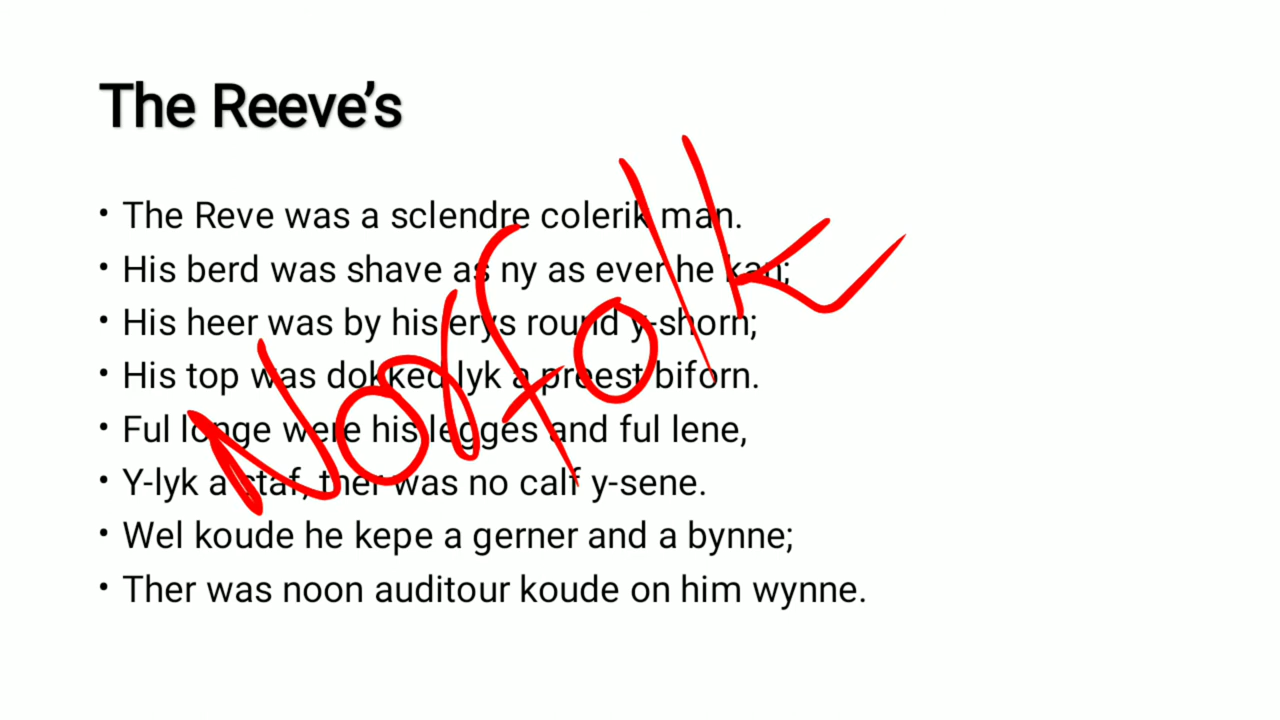 The Reeve’s
• The Reve was a sclendre colerik man.
• His berd was shave as ny as ever he kan;
• His heer was by his erys round y-shorn;
• His top was dokked lyk a preest biforn.
• Ful longe were his legges and ful lene,
• Y-lyk a staf, ther was no calf y-sene.
• Wel koude he kepe a gerner and a bynne;
• Ther was noon auditour koude on him wynne.
Norfolk